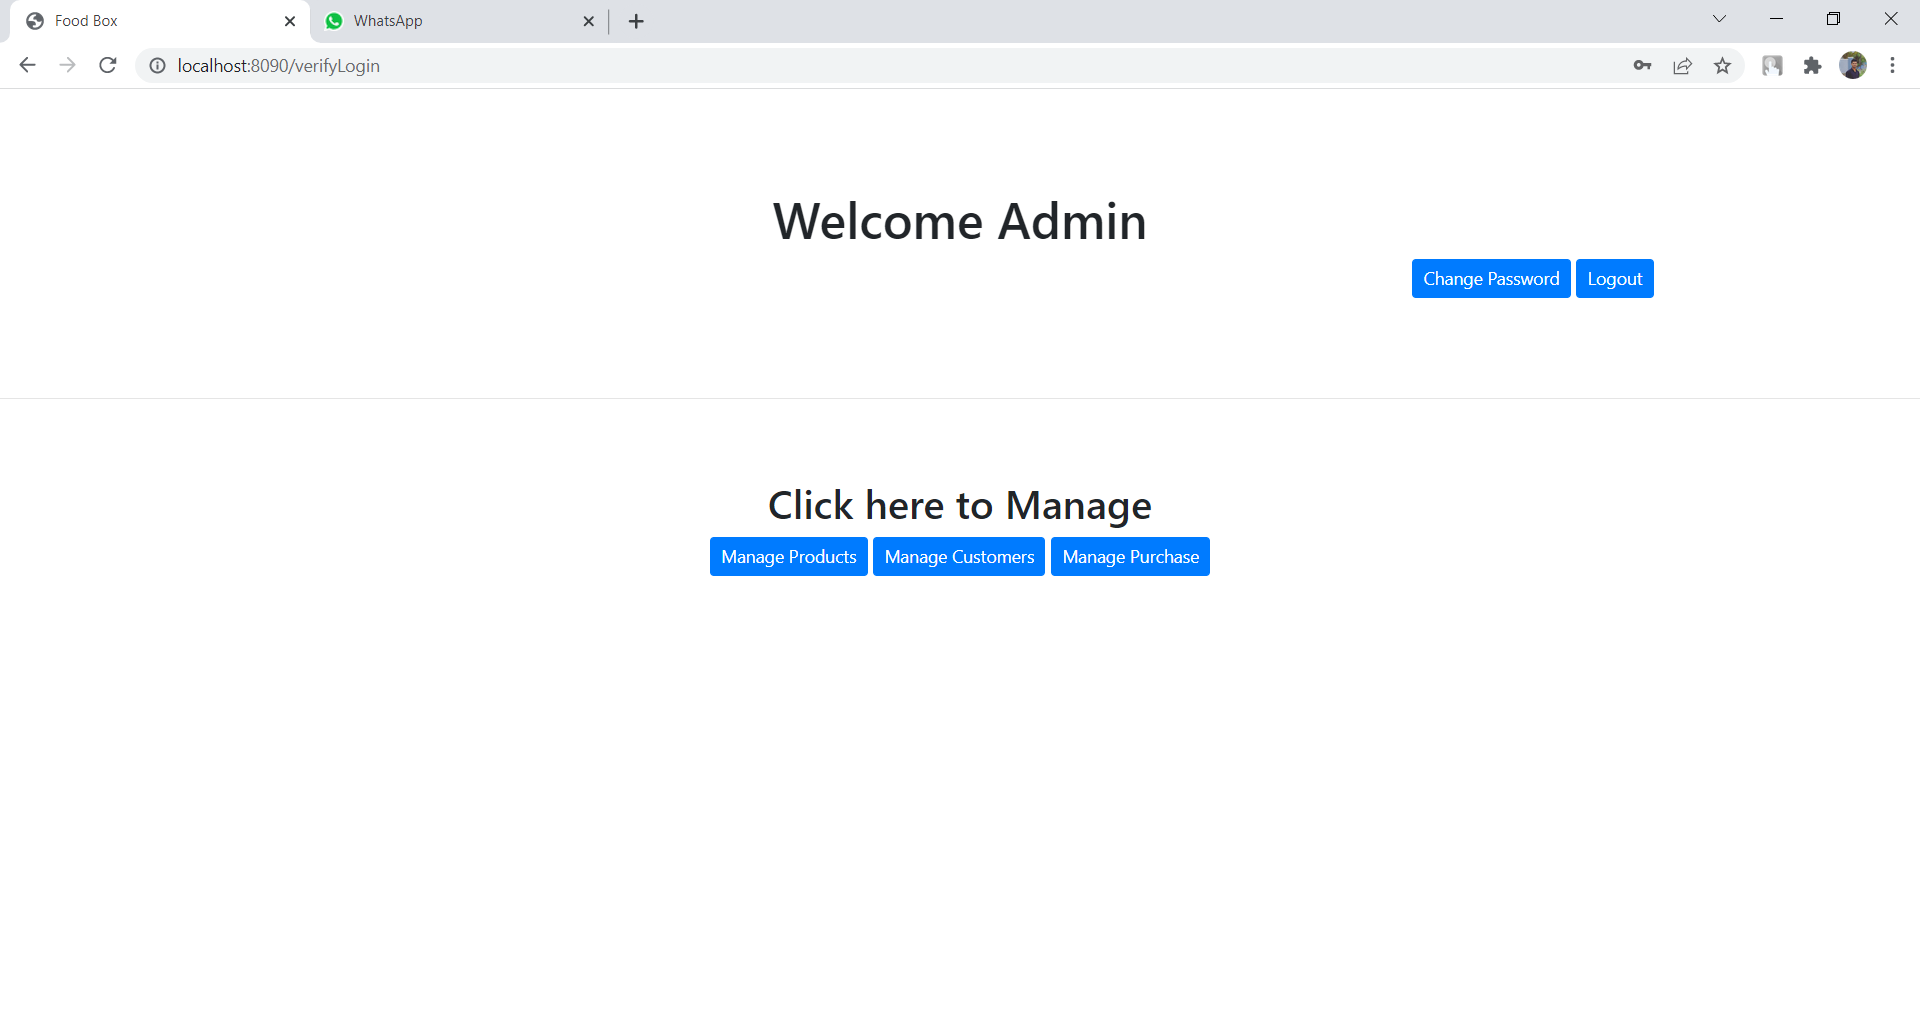 Food Box
WhatsApp
localhost:8090/verifyLogin
Welcome Admin
Change Password Logout
Click here to Manage
Manage Products Manage Customers Manage Purchase